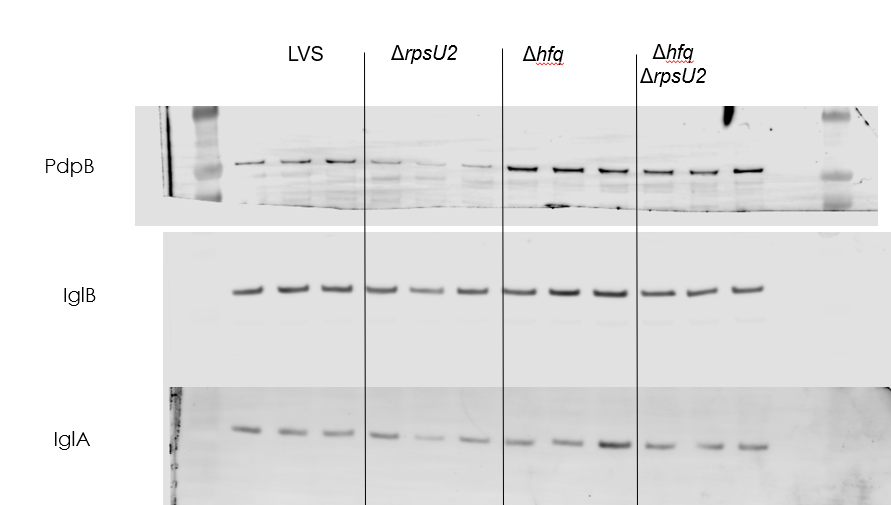 LVS ΔrpsU2 Δhfq Δhfq
ΔrpsU2
PdpB
IglB
IglA